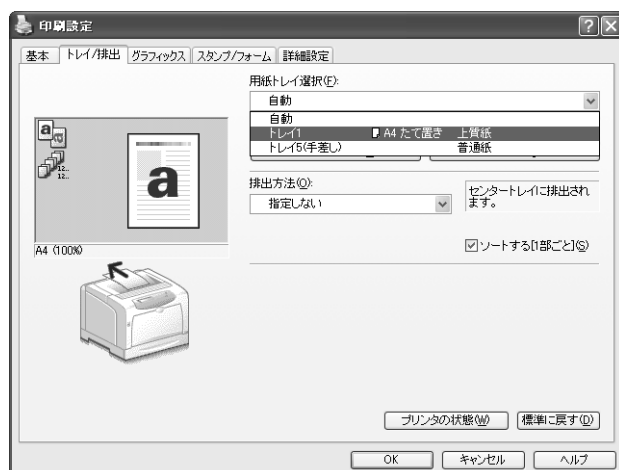 印刷設定
基本 トレイ/排出 グラフィックス スタンプ/フォーム 詳細設定
用紙トレイ選択(F):
自動
自動
トレイ1 A4 たて置き 上質紙
トレイ5(手差し) 普通紙
排出方法(O):
指定しない
センタートレイに排出され
ます。
ソートする[1部ごと](S)
a
a
12..
12..
a
A4 (100%)
プリンタの状態(W) 標準に戻す(D)
OK キャンセル ヘルプ